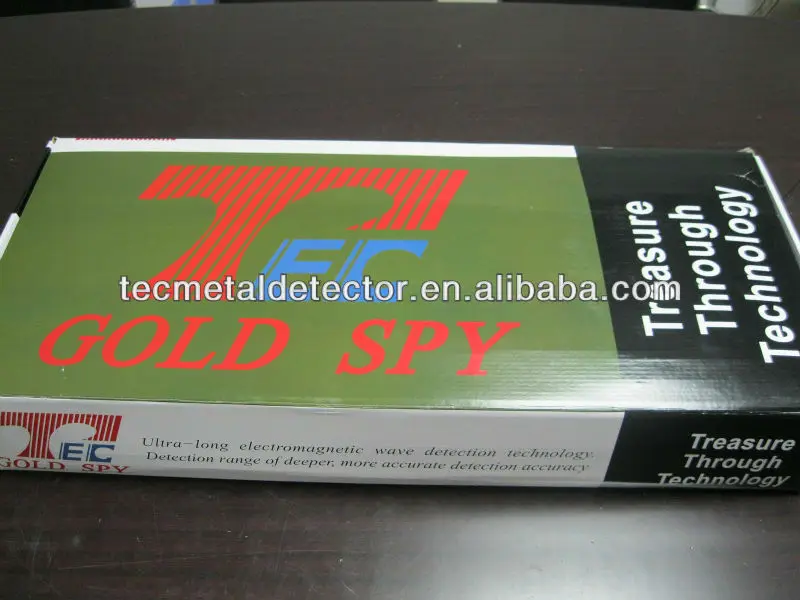 TEC
GOLD SPY
Treasure
Through
Technology
tecmetaldetector.en.alibaba.com
TEC
GOLD SPY
Ultra-long electromagnetic wave detection technology.
Detection range of deeper, more accurate detection accuracy
Treasure
Through
Technology